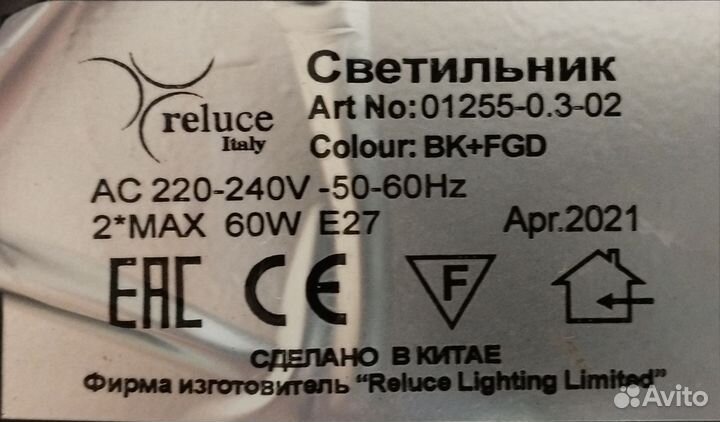 reluce
Italy
Светильник
Art No:01255-0.3-02
Colour: BK+FGD
AC 220-240V -50-60Hz
2*MAX 60W E27
Apr.2021
EAC CE F
СДЕЛАНО В КИТАЕ
Фирма изготовитель “Reluce Lighting Limited”
Avito